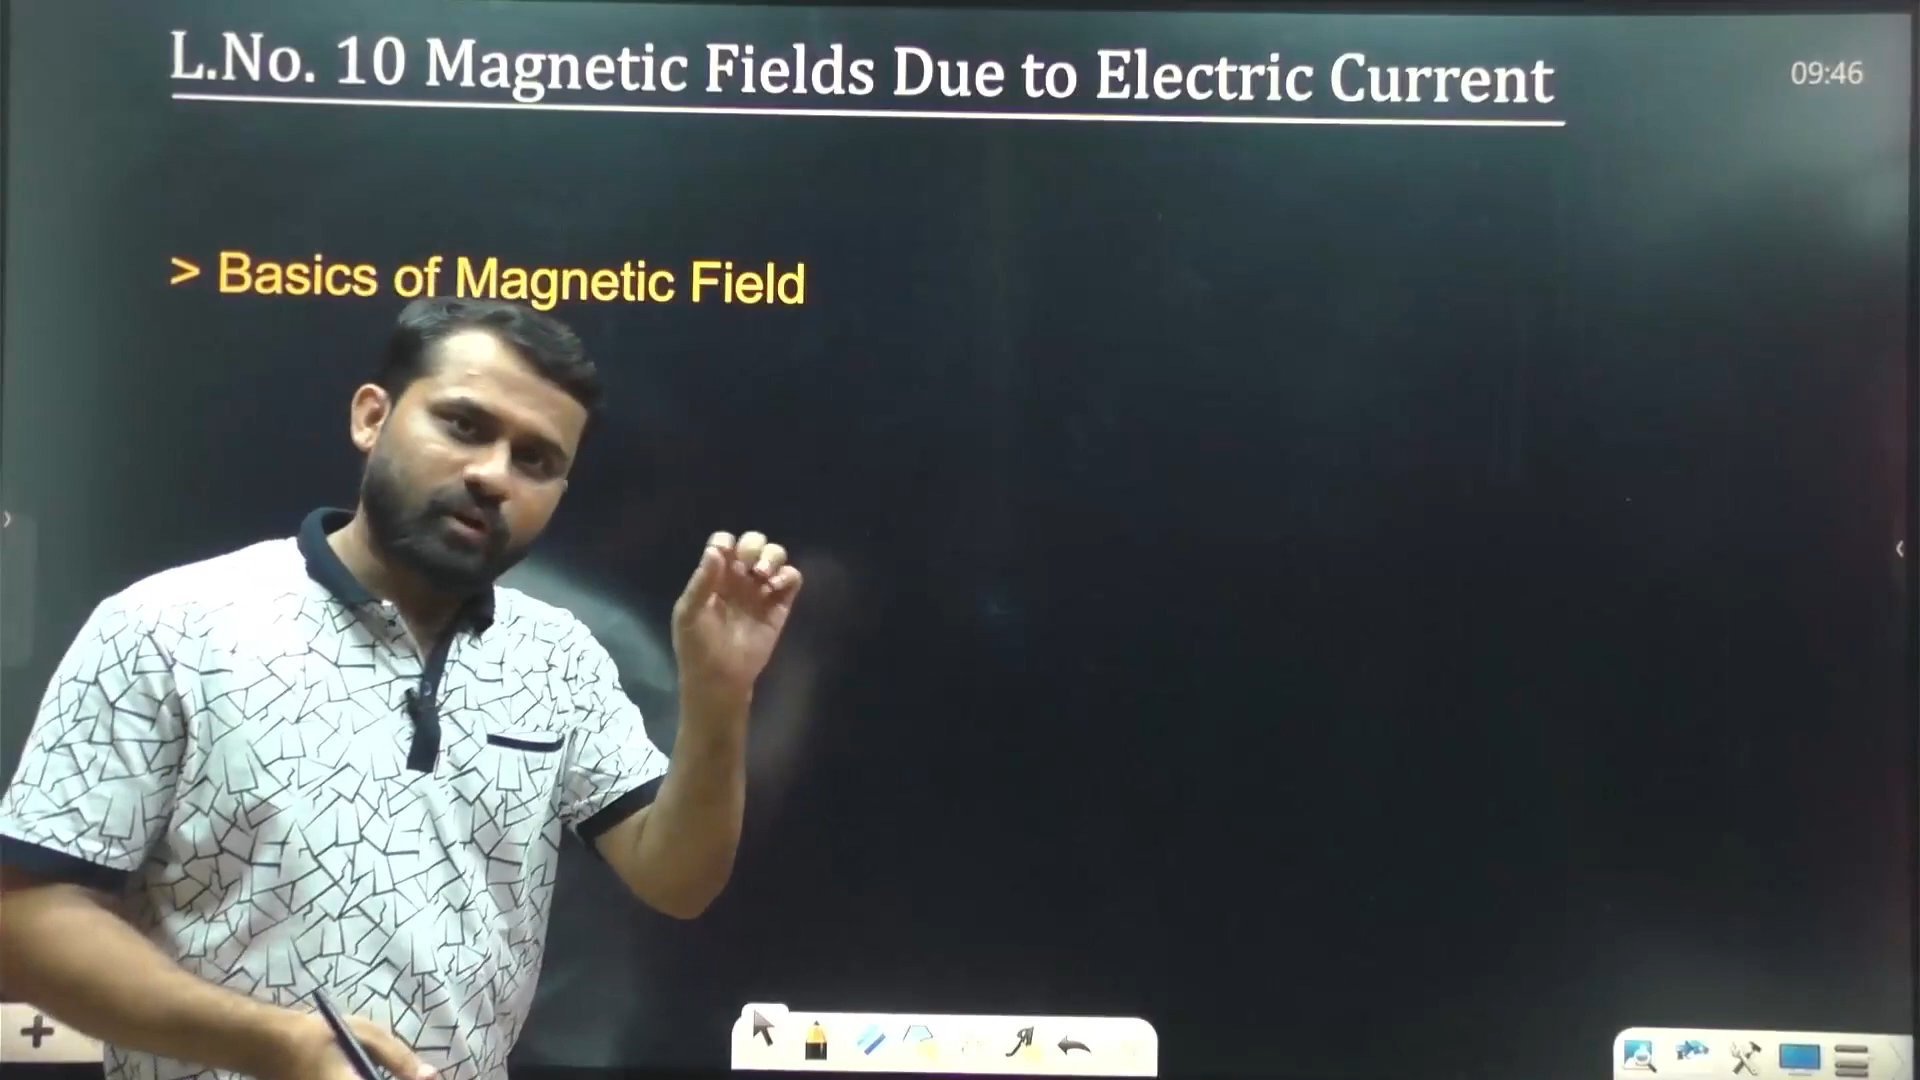 L.No. 10 Magnetic Fields Due to Electric Current
09:46
> Basics of Magnetic Field